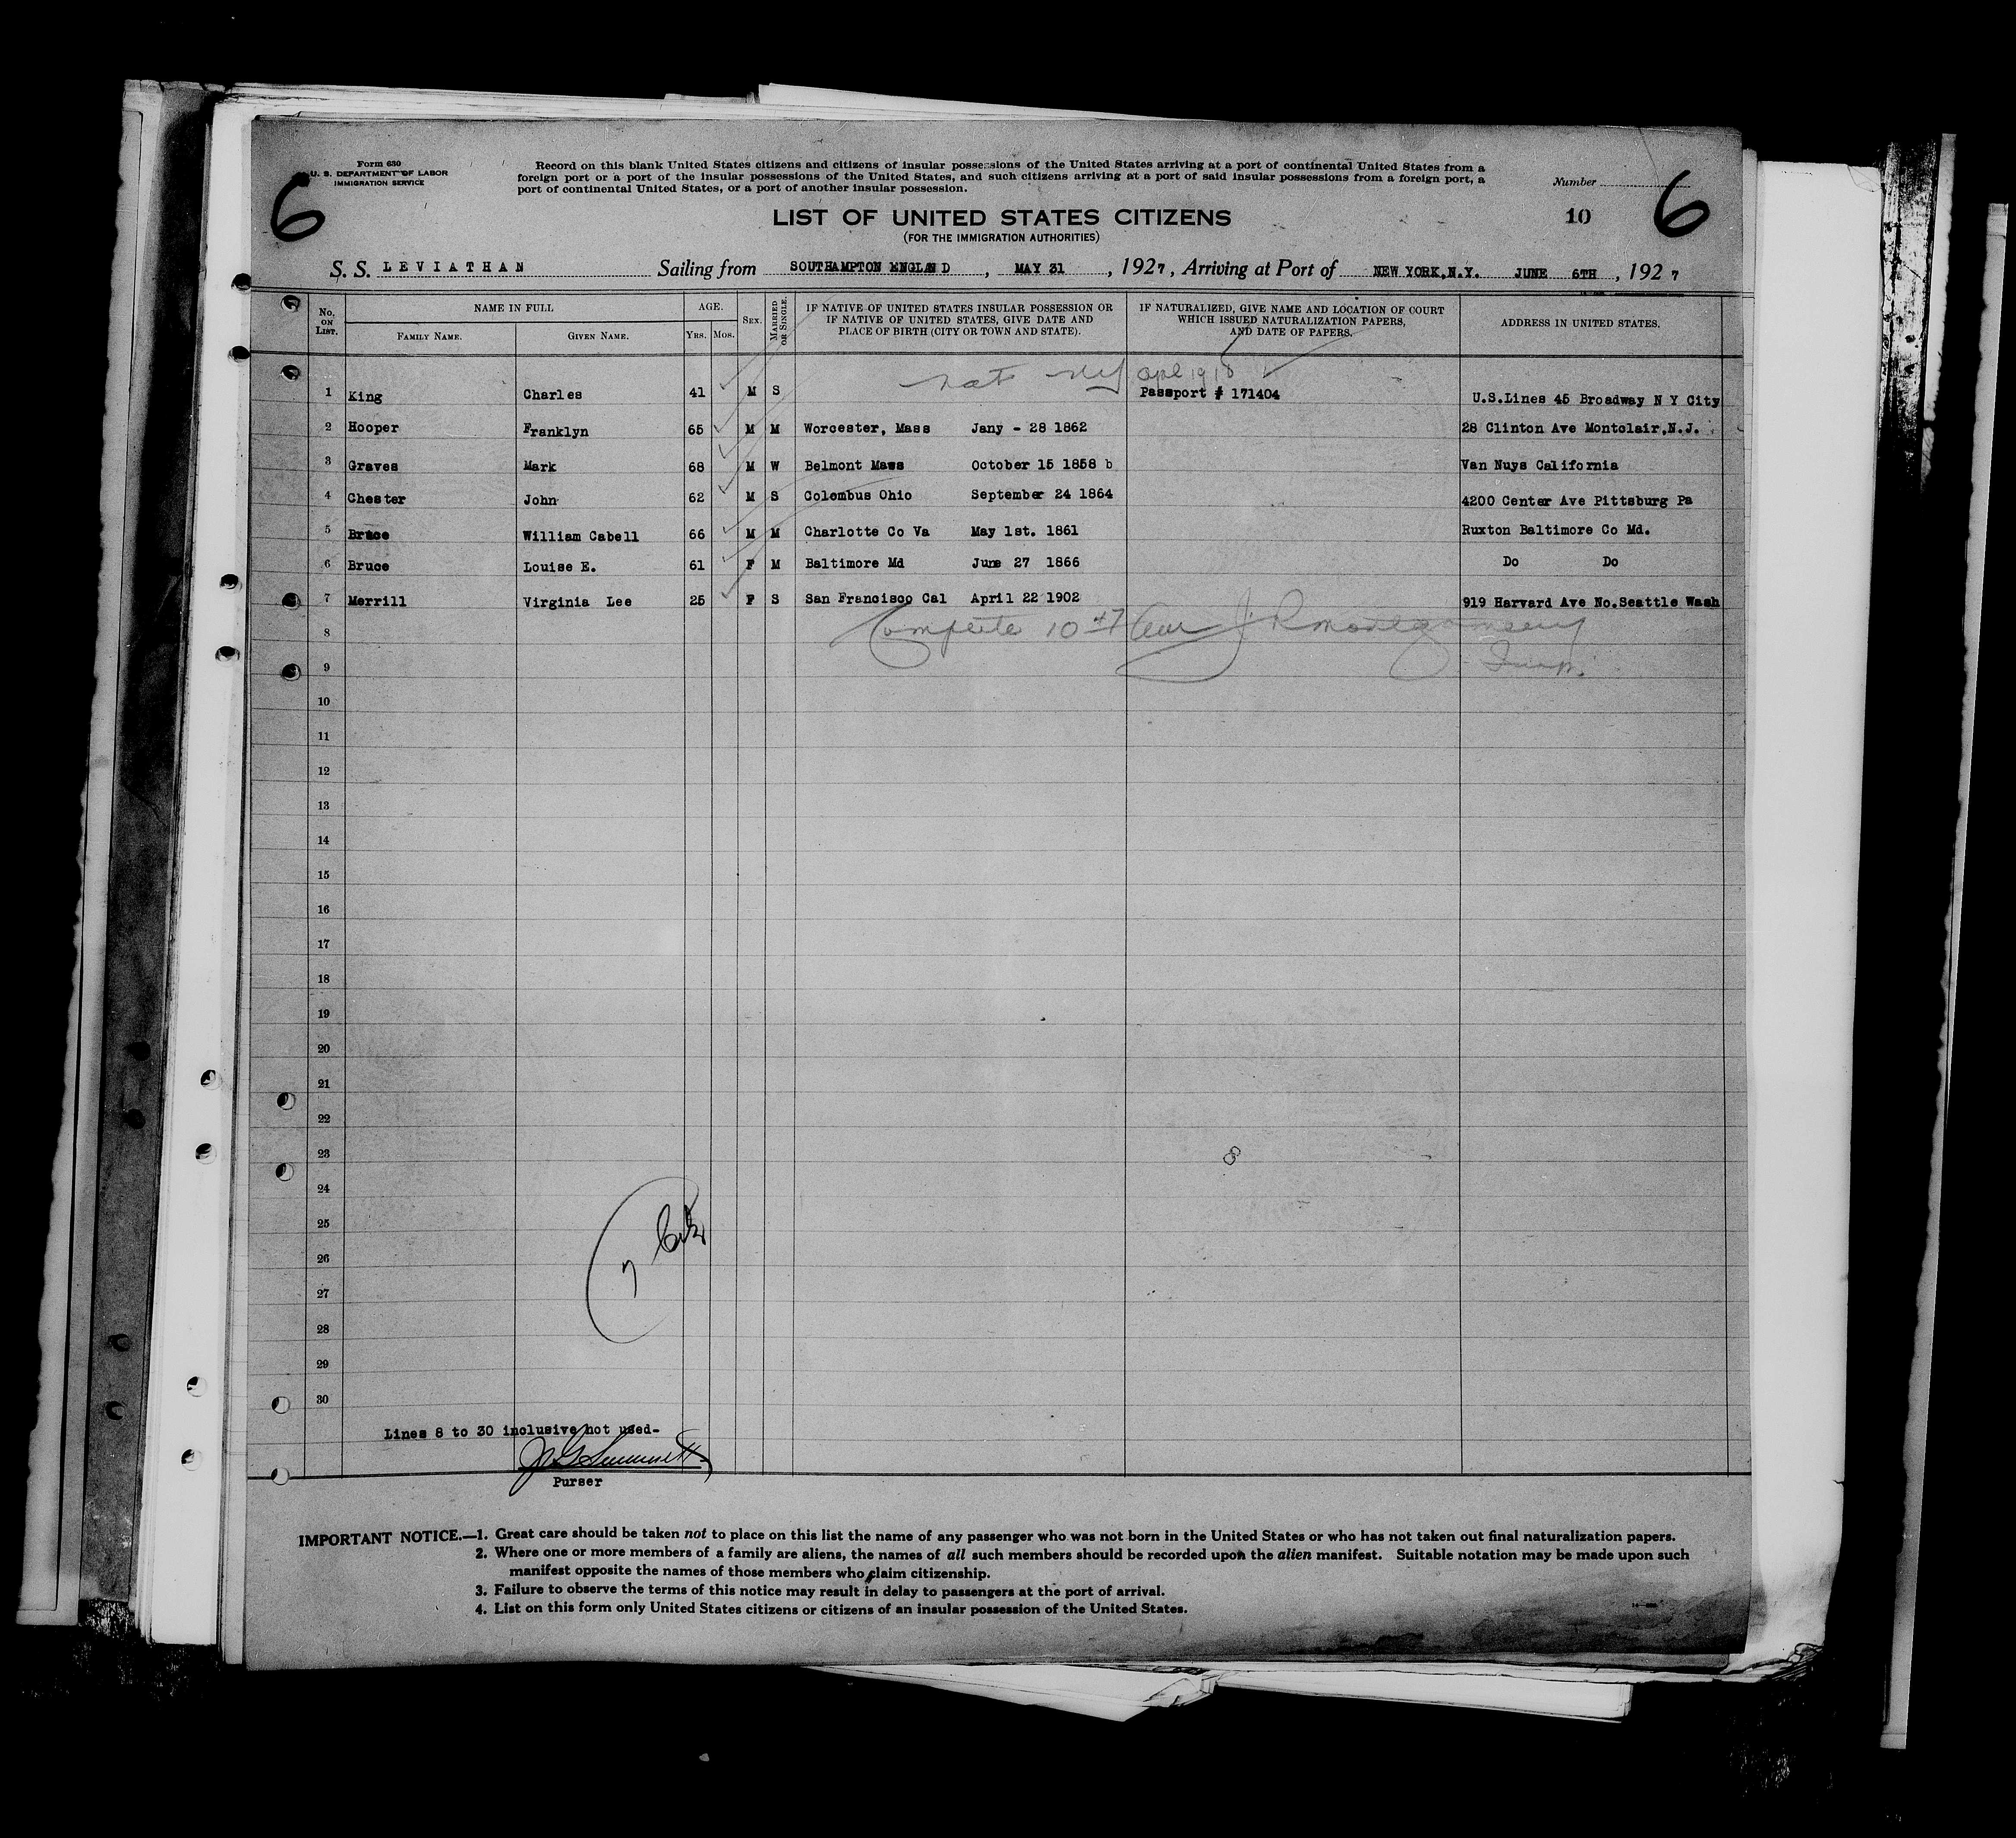 Form 630
U. S. DEPARTMENT OF LABOR
IMMIGRATION SERVICE
6
Record on this blank United States citizens and citizens of insular possessions of the United States arriving at a port of continental United States from a
foreign port or a port of the insular possessions of the United States, and such citizens arriving at a port of said insular possessions from a foreign port, a
port of continental United States, or a port of another insular possession.
Number
10
6
LIST OF UNITED STATES CITIZENS
(FOR THE IMMIGRATION AUTHORITIES)
S. S. LEVIATHAN Sailing from SOUTHAMPTON ENGLAND, MAY 31, 1927, Arriving at Port of NEW YORK,N.Y. JUNE 6TH, 1927
No. ON LIST. NAME IN FULL AGE. SEX. MARRIED OR SINGLE. IF NATIVE OF UNITED STATES INSULAR POSSESSION OR IF NATIVE OF UNITED STATES, GIVE DATE AND PLACE OF BIRTH (CITY OR TOWN AND STATE). IF NATURALIZED, GIVE NAME AND LOCATION OF COURT WHICH ISSUED NATURALIZATION PAPERS, AND DATE OF PAPERS. ADDRESS IN UNITED STATES.
FAMILY NAME. GIVEN NAME. YRS. MOS.
nat NY Apl 1918
1 King Charles 41 M S Passport # 171404 U.S.Lines 45 Broadway N Y City
2 Hooper Franklyn 65 M M Worcester, Mass Jany - 28 1862 28 Clinton Ave Montclair,N.J.
3 Graves Mark 68 M W Belmont Mass October 15 1858 b Van Nuys California
4 Chester John 62 M S Colombus Ohio September 24 1864 4200 Center Ave Pittsburg Pa
5 Bruce William Cabell 66 M M Charlotte Co Va May 1st. 1861 Ruxton Baltimore Co Md.
6 Bruce Louise E. 61 F M Baltimore Md June 27 1866 Do Do
7 Merrill Virginia Lee 25 F S San Francisco Cal April 22 1902 919 Harvard Ave No.Seattle Wash
8 Complete 10 J R Montgomery
9 Insp.
10
11
12
13
14
15
16
17
18
19
20
21
22
23 8
24
25
26
27
28
29
30
7
Lines 8 to 30 inclusive not used-
Purser
IMPORTANT NOTICE.—1. Great care should be taken not to place on this list the name of any passenger who was not born in the United States or who has not taken out final naturalization papers.
2. Where one or more members of a family are aliens, the names of all such members should be recorded upon the alien manifest. Suitable notation may be made upon such
manifest opposite the names of those members who claim citizenship.
3. Failure to observe the terms of this notice may result in delay to passengers at the port of arrival.
4. List on this form only United States citizens or citizens of an insular possession of the United States.